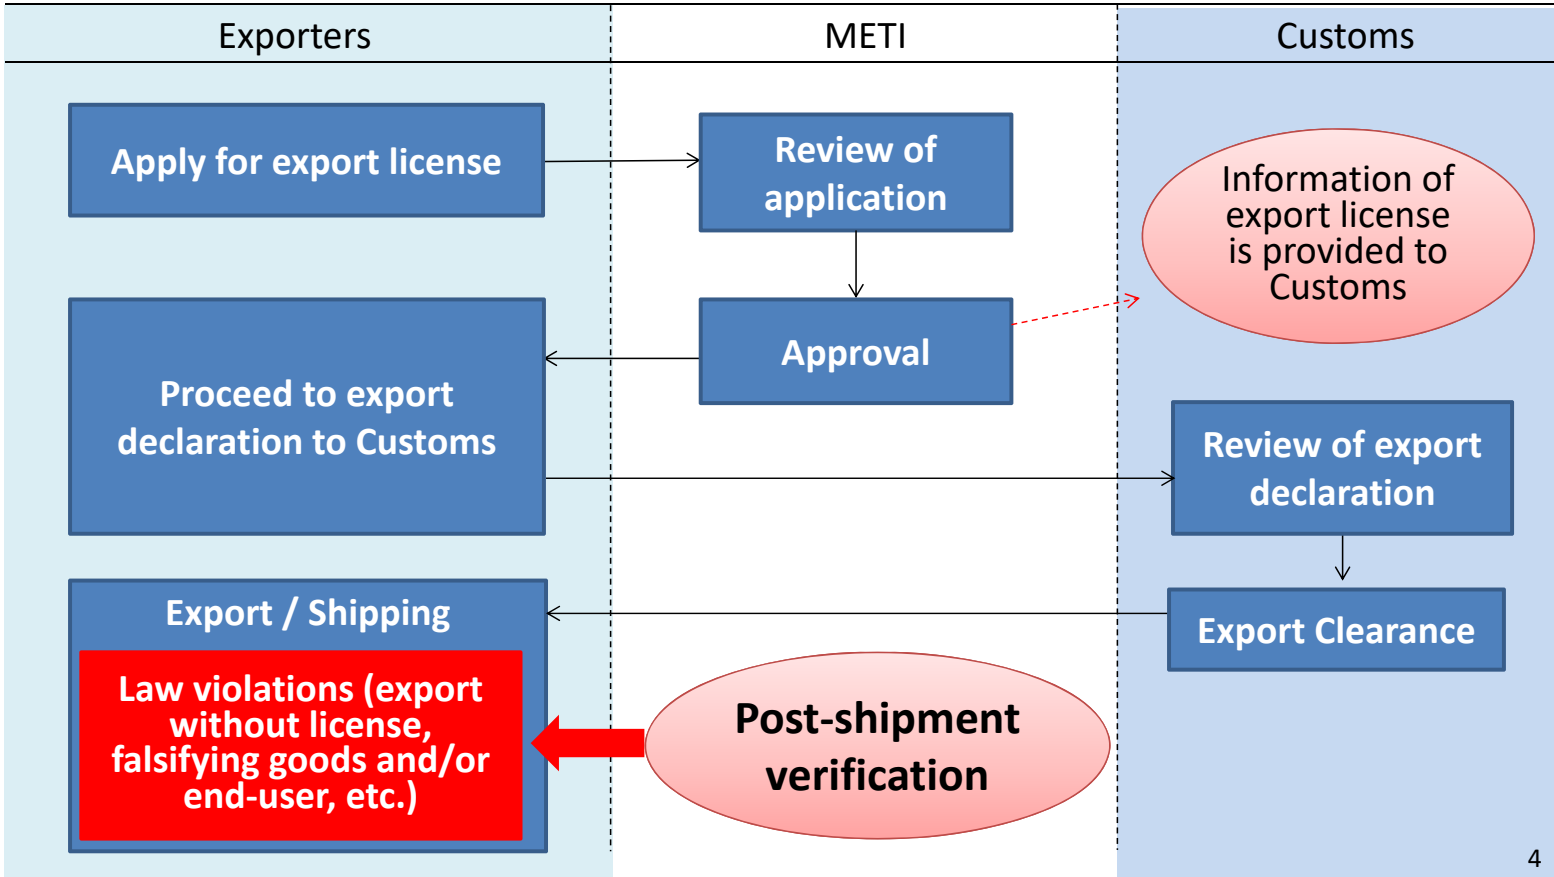 Exporters
METI
Customs
Apply for export license
Review of
application
Information of
export license
is provided to
Customs
Approval
Proceed to export
declaration to Customs
Review of export
declaration
Export / Shipping
Export Clearance
Law violations (export
without license,
falsifying goods and/or
end-user, etc.)
Post-shipment
verification
4